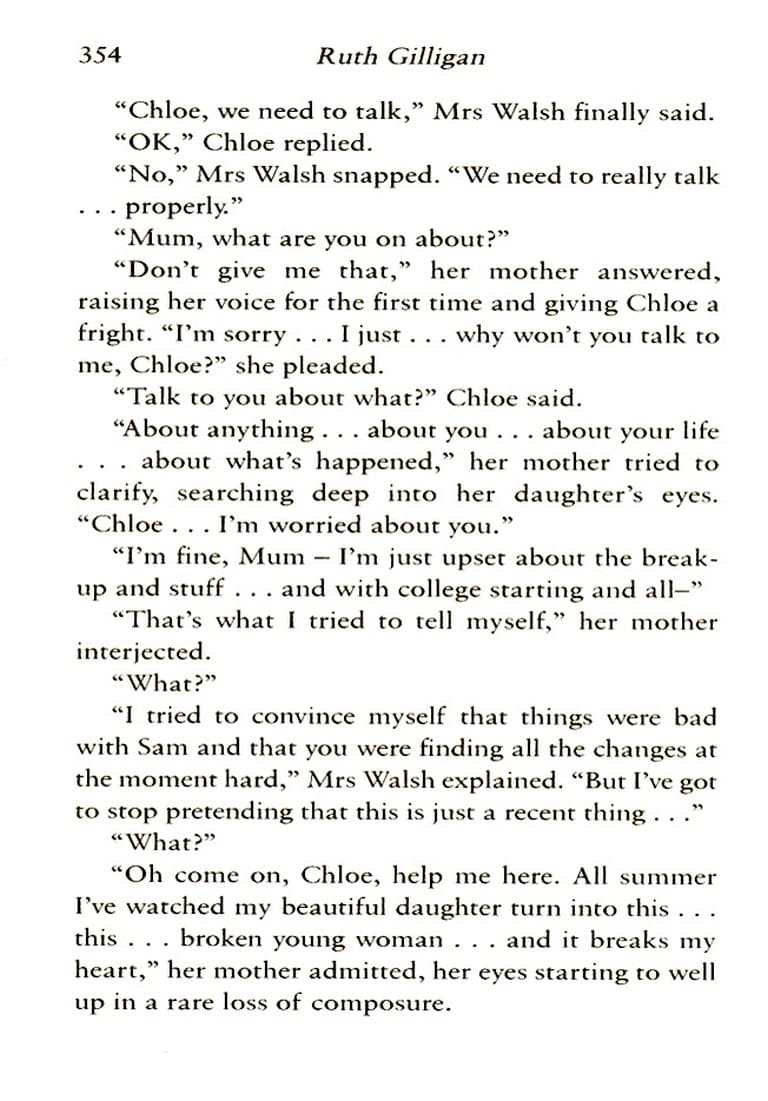 354 Ruth Gilligan
“Chloe, we need to talk,” Mrs Walsh finally said.
“OK,” Chloe replied.
“No,” Mrs Walsh snapped. “We need to really talk
. . . properly.”
“Mum, what are you on about?”
“Don’t give me that,” her mother answered,
raising her voice for the first time and giving Chloe a
fright. “I’m sorry . . . I just . . . why won’t you talk to
me, Chloe?” she pleaded.
“Talk to you about what?” Chloe said.
“About anything . . . about you . . . about your life
. . . about what’s happened,” her mother tried to
clarify, searching deep into her daughter’s eyes.
“Chloe . . . I’m worried about you.”
“I’m fine, Mum – I’m just upset about the break-
up and stuff . . . and with college starting and all–”
“That’s what I tried to tell myself,” her mother
interjected.
“What?”
“I tried to convince myself that things were bad
with Sam and that you were finding all the changes at
the moment hard,” Mrs Walsh explained. “But I’ve got
to stop pretending that this is just a recent thing . . .”
“What?”
“Oh come on, Chloe, help me here. All summer
I’ve watched my beautiful daughter turn into this . . .
this . . . broken young woman . . . and it breaks my
heart,” her mother admitted, her eyes starting to well
up in a rare loss of composure.